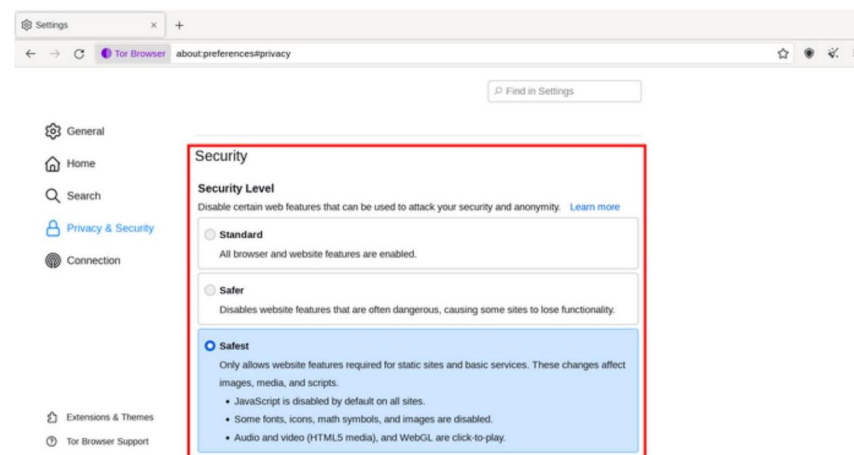 Settings
Tor Browser about:preferences#privacy
Find in Settings
General
Home
Search
Privacy & Security
Connection
Extensions & Themes
Tor Browser Support
Security
Security Level
Disable certain web features that can be used to attack your security and anonymity. Learn more
Standard
All browser and website features are enabled.
Safer
Disables website features that are often dangerous, causing some sites to lose functionality.
Safest
Only allows website features required for static sites and basic services. These changes affect
images, media, and scripts.
• JavaScript is disabled by default on all sites.
• Some fonts, icons, math symbols, and images are disabled.
• Audio and video (HTML5 media), and WebGL are click-to-play.